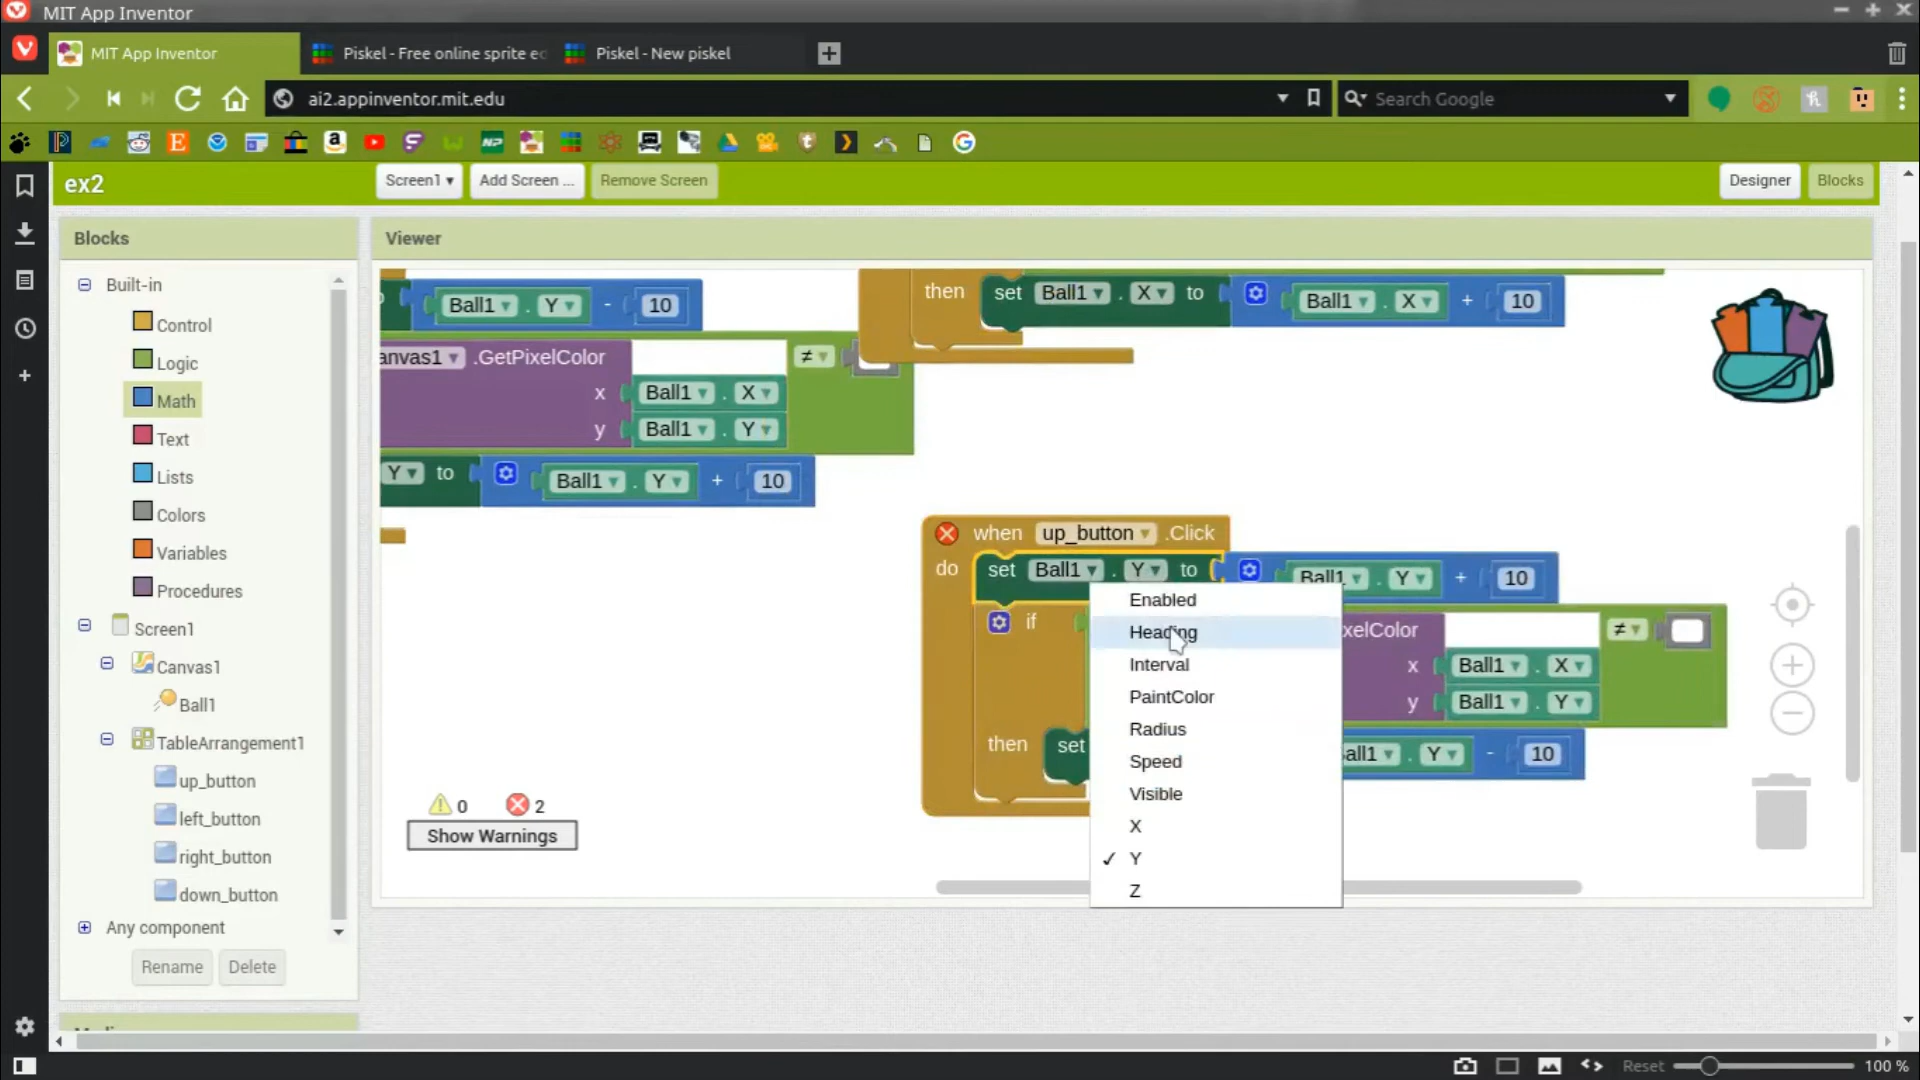 MIT App Inventor
MIT App Inventor
Piskel - Free online sprite ec
Piskel - New piskel
ai2.appinventor.mit.edu
Search Google
ex2
Screen1 ▾
Add Screen ...
Remove Screen
Designer
Blocks
Blocks
Viewer
Built-in
Control
Logic
Math
Text
Lists
Colors
Variables
Procedures
Screen1
Canvas1
Ball1
TableArrangement1
up_button
left_button
right_button
down_button
Any component
Rename
Delete
Ball1 . Y - 10
then set Ball1 . X to Ball1 . X + 10
anvas1 .GetPixelColor ≠
x Ball1 . X
y Ball1 . Y
Y to Ball1 . Y + 10
when up_button .Click
do set Ball1 . Y to Ball1 . Y + 10
if
xelColor ≠
x Ball1 . X
y Ball1 . Y
then set
all1 . Y - 10
Enabled
Heading
Interval
PaintColor
Radius
Speed
Visible
X
✓ Y
Z
0
2
Show Warnings
Reset
100 %